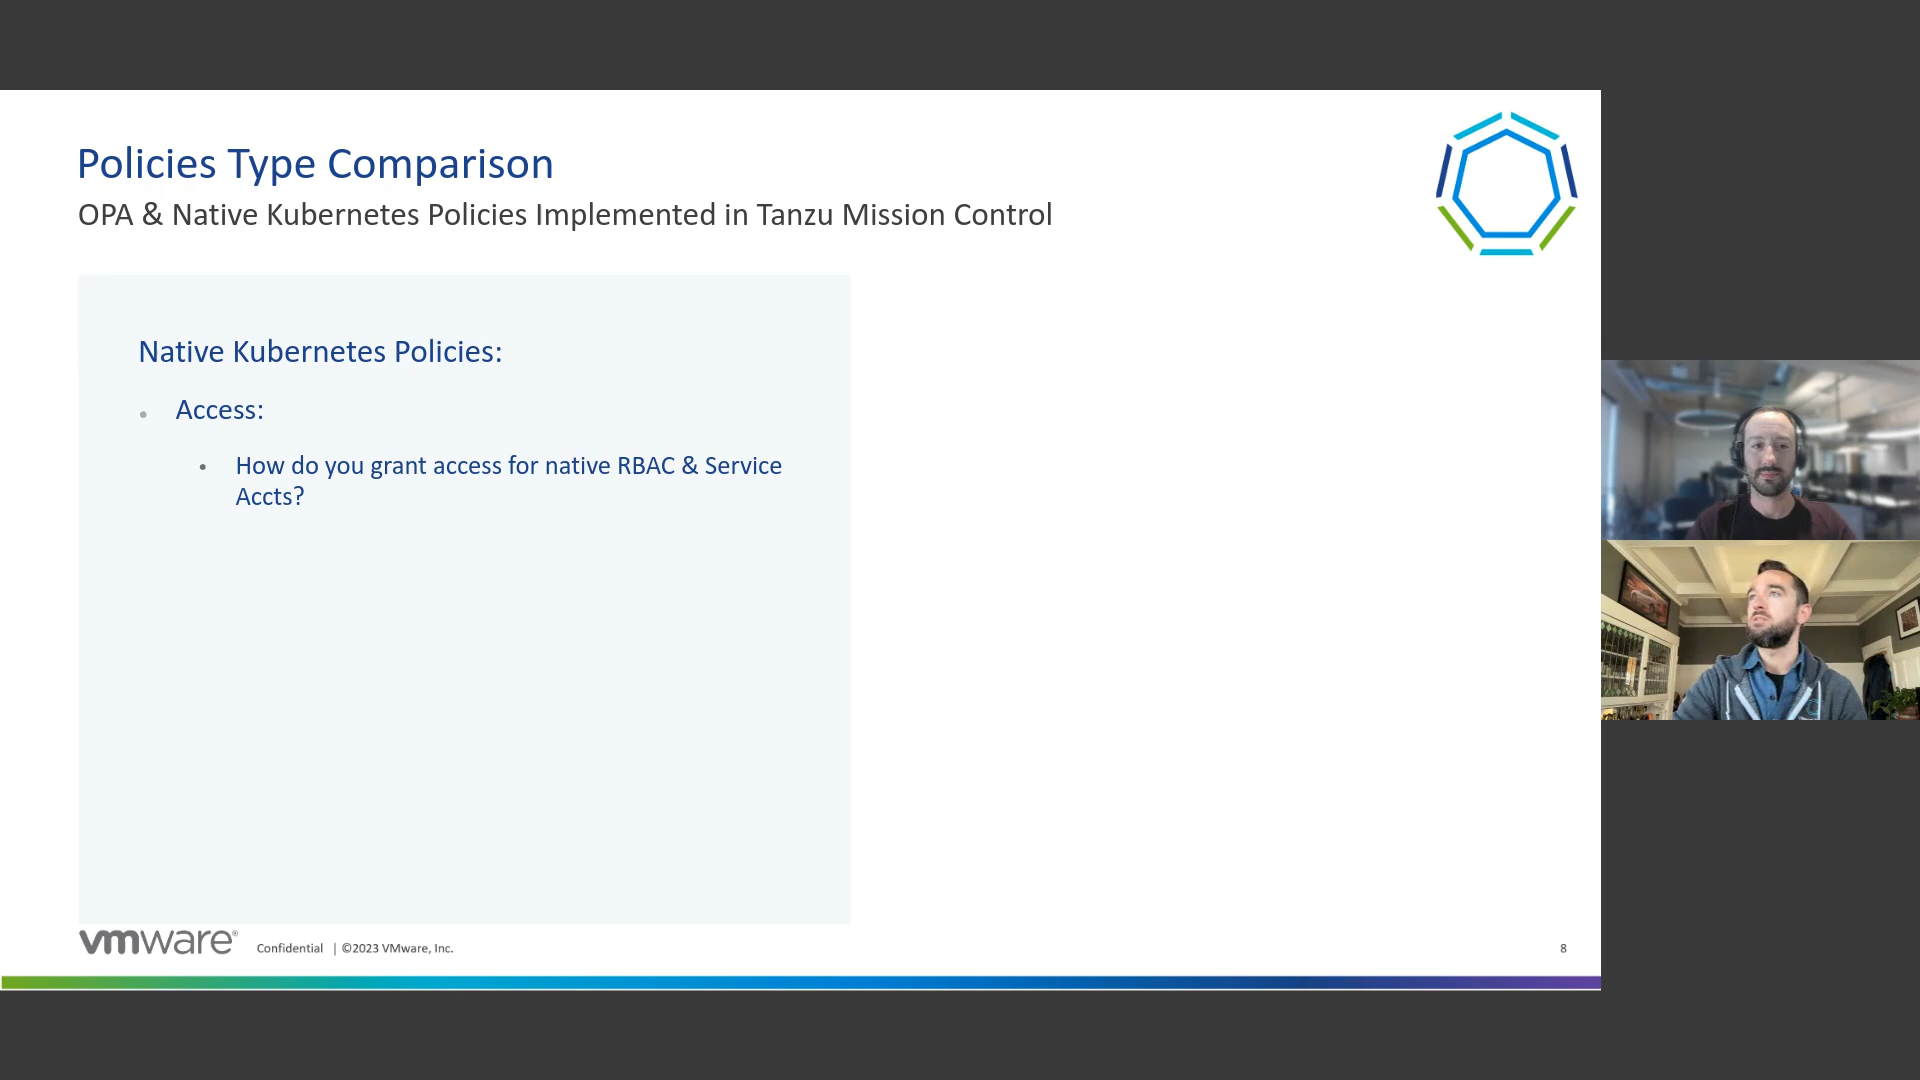 Policies Type Comparison
OPA & Native Kubernetes Policies Implemented in Tanzu Mission Control
Native Kubernetes Policies:
• Access:
• How do you grant access for native RBAC & Service
Accts?
vmware® Confidential | ©2023 VMware, Inc.
8